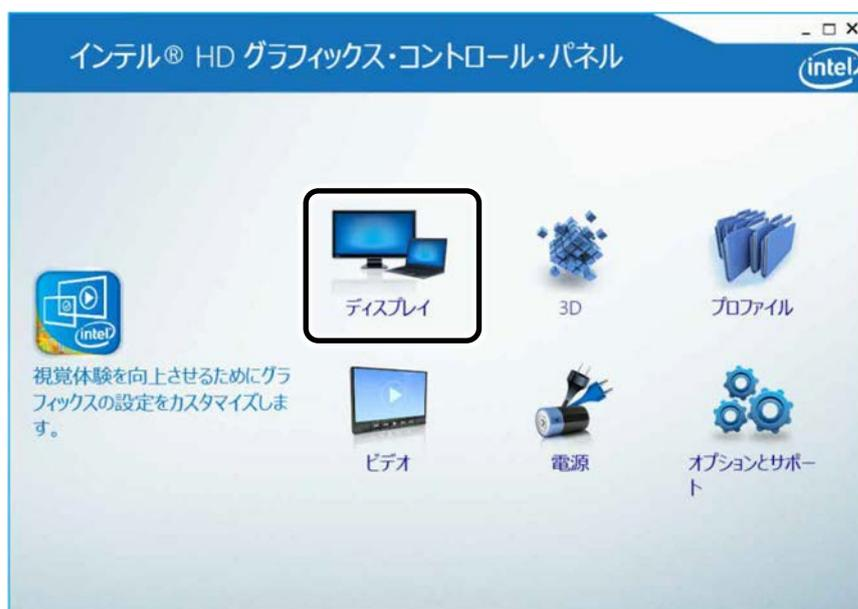 インテル® HD グラフィックス・コントロール・パネル
intel
ディスプレイ
3D
プロファイル
intel
視覚体験を向上させるためにグラ
フィックスの設定をカスタマイズしま
す。
ビデオ
電源
オプションとサポー
ト